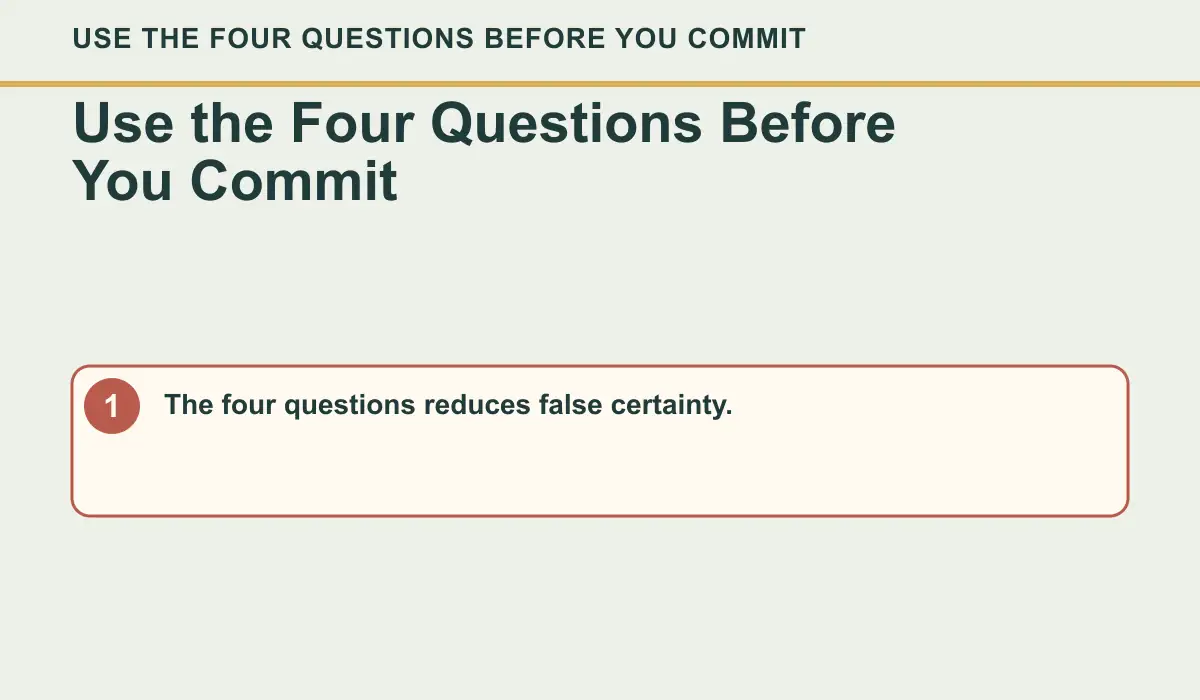 USE THE FOUR QUESTIONS BEFORE YOU COMMIT
Use the Four Questions Before
You Commit
1 The four questions reduces false certainty.